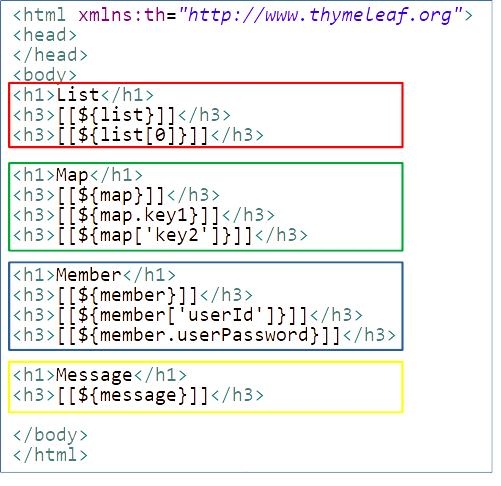 <html xmlns:th="http://www.thymeleaf.org">
<head>
</head>
<body>
<h1>List</h1>
<h3>[[${list}]]</h3>
<h3>[[${list[0]}]]</h3>
<h1>Map</h1>
<h3>[[${map}]]</h3>
<h3>[[${map.key1}]]</h3>
<h3>[[${map['key2']}]]</h3>
<h1>Member</h1>
<h3>[[${member}]]</h3>
<h3>[[${member['userId']}]]</h3>
<h3>[[${member.userPassword}]]</h3>
<h1>Message</h1>
<h3>[[${message}]]</h3>
</body>
</html>